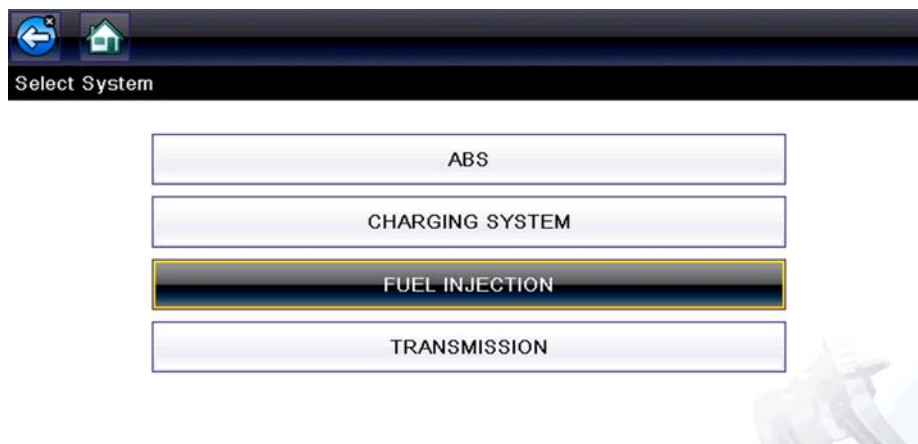 Select System
ABS
CHARGING SYSTEM
FUEL INJECTION
TRANSMISSION